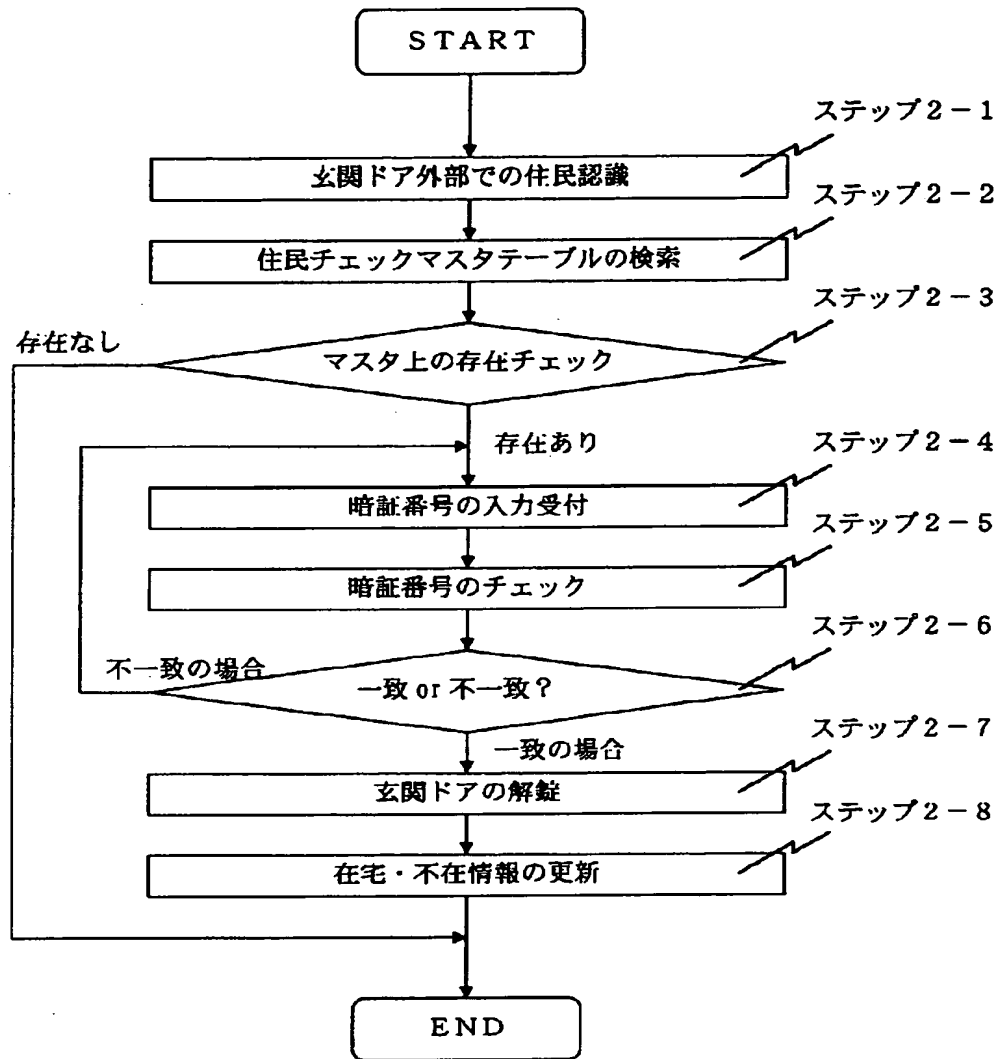 START
ステップ2-1
玄関ドア外部での住民認識
ステップ2-2
住民チェックマスタテーブルの検索
ステップ2-3
存在なし
マスタ上の存在チェック
存在あり
ステップ2-4
暗証番号の入力受付
ステップ2-5
暗証番号のチェック
ステップ2-6
不一致の場合
一致 or 不一致？
ステップ2-7
一致の場合
玄関ドアの解錠
ステップ2-8
在宅・不在情報の更新
END